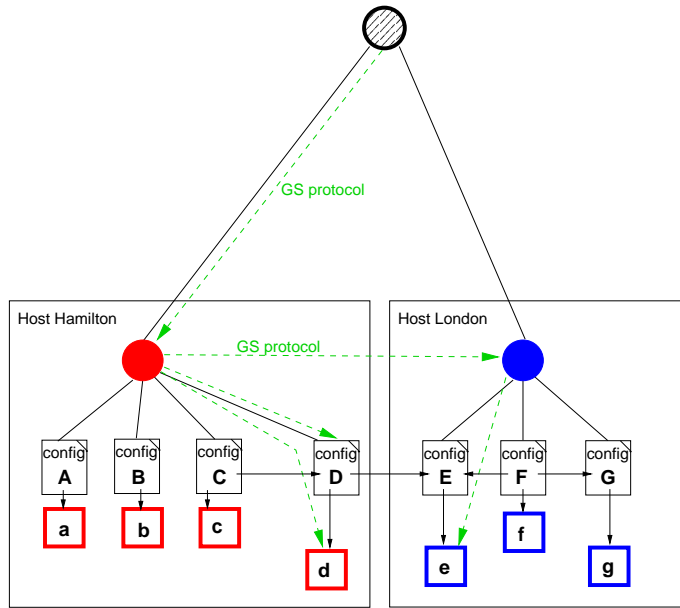 GS protocol
Host Hamilton
Host London
GS protocol
config
A
config
B
config
C
config
D
config
E
config
F
config
G
a
b
c
d
e
f
g